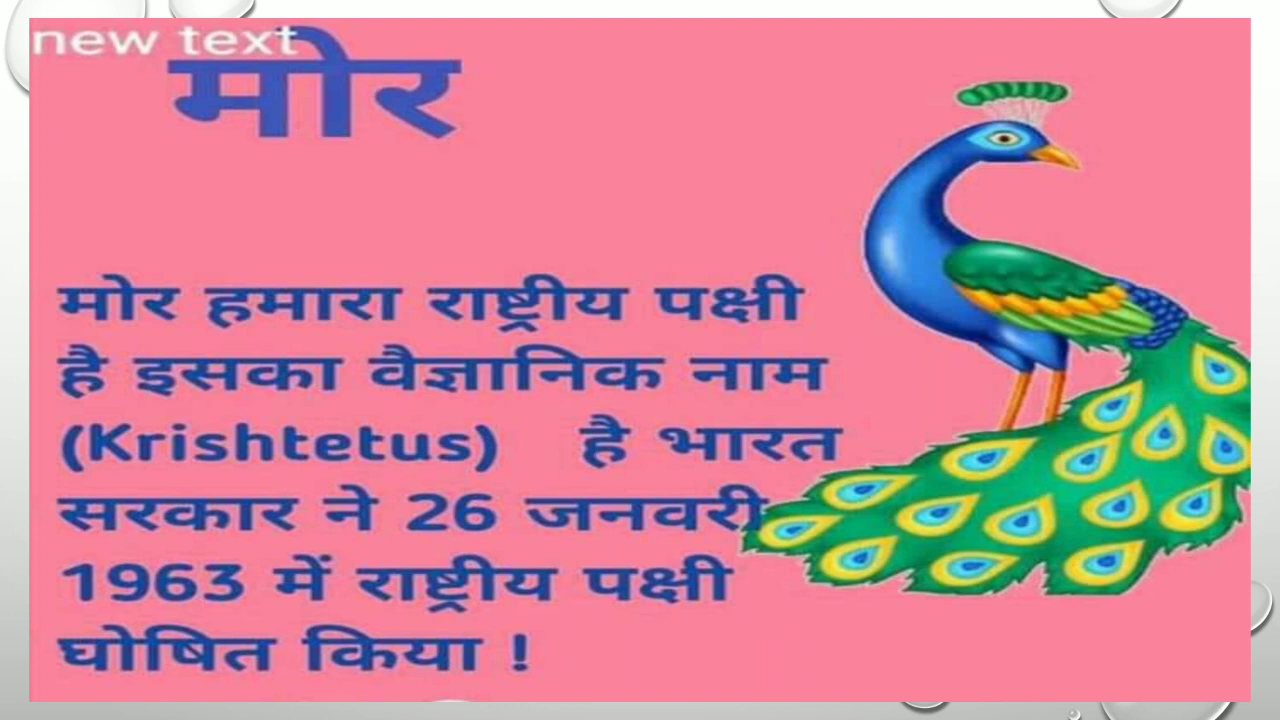 new text
मोर
मोर हमारा राष्ट्रीय पक्षी
है इसका वैज्ञानिक नाम
(Krishtetus) है भारत
सरकार ने 26 जनवरी
1963 में राष्ट्रीय पक्षी
घोषित किया !